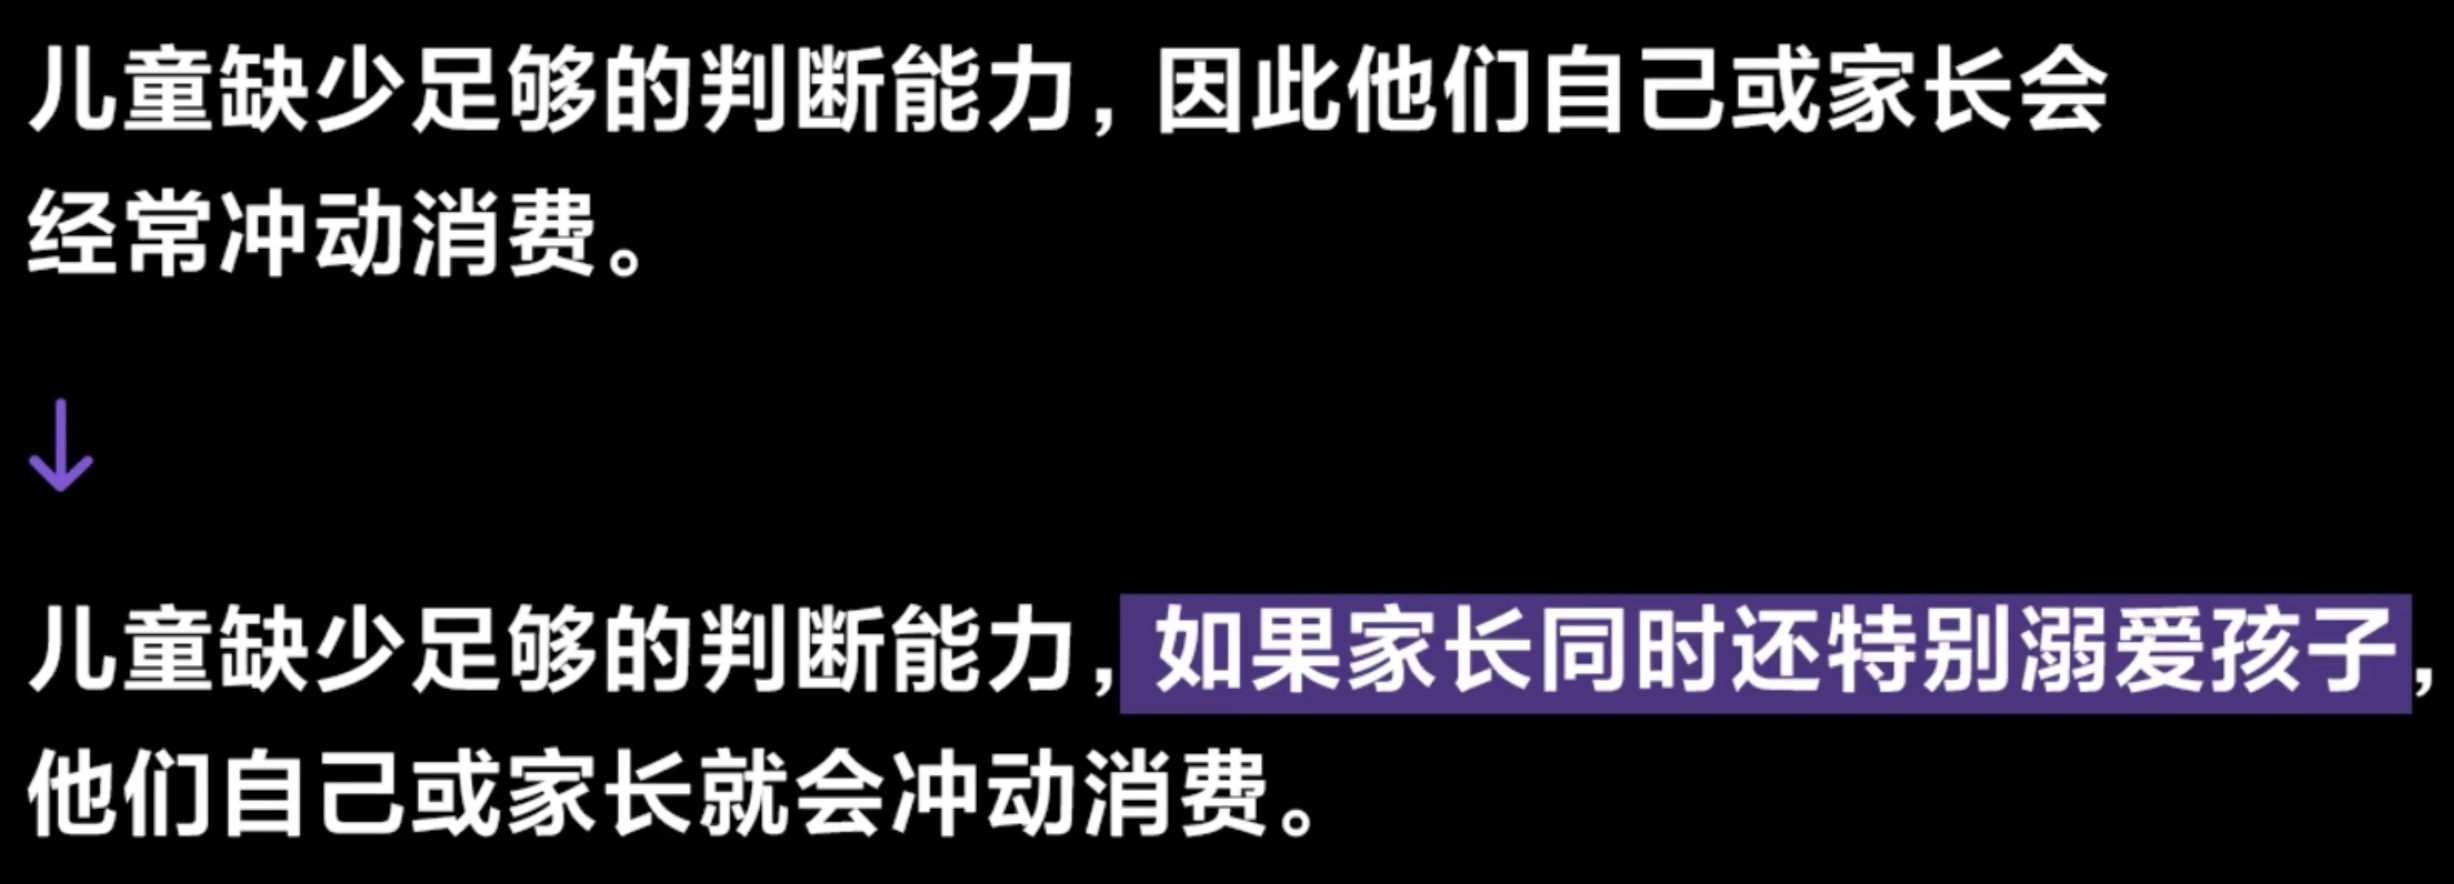 儿童缺少足够的判断能力，因此他们自己或家长会
经常冲动消费。
儿童缺少足够的判断能力，如果家长同时还特别溺爱孩子，
他们自己或家长就会冲动消费。